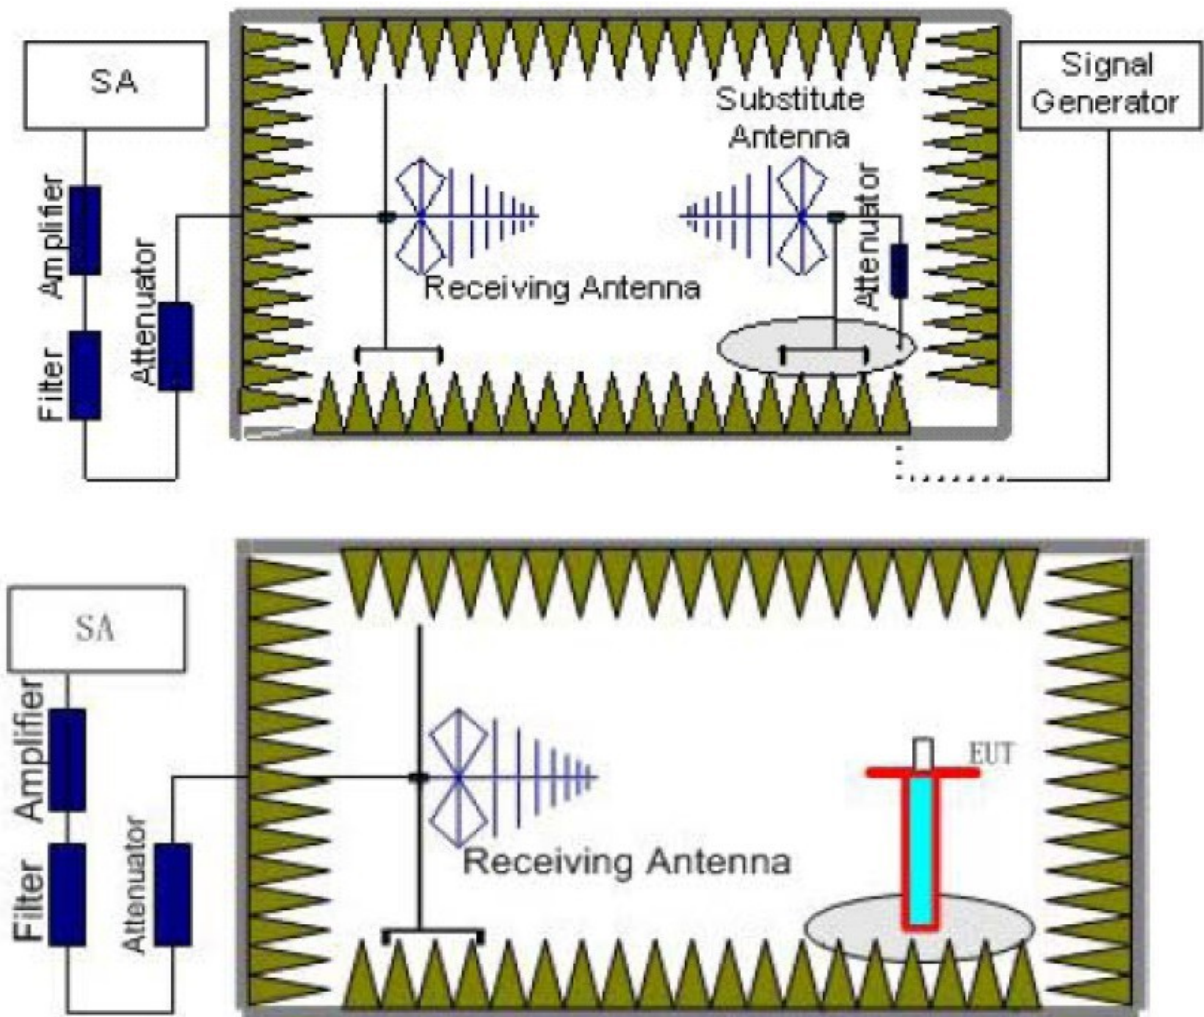 SA
Signal
Generator
Substitute
Antenna
Amplifier
Attenuator
Attenuator
Receiving Antenna
Filter
SA
Amplifier
EUT
Attenuator
Receiving Antenna
Filter